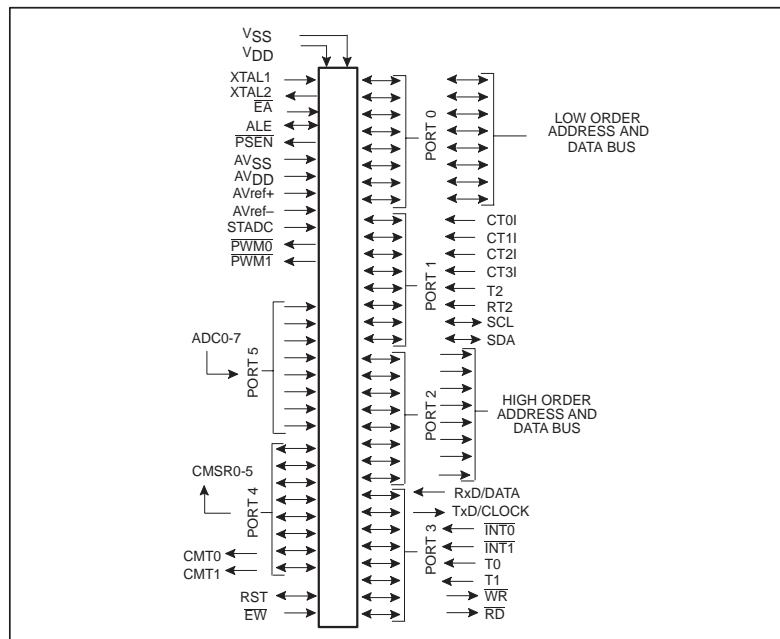 VSS
VDD
XTAL1
XTAL2
EA
ALE
PSEN
AVSS
AVDD
AVref+
AVref–
STADC
PWM0
PWM1
ADC0-7
PORT 5
CMSR0-5
PORT 4
CMT0
CMT1
RST
EW
PORT 0
LOW ORDER
ADDRESS AND
DATA BUS
PORT 1
CT0I
CT1I
CT2I
CT3I
T2
RT2
SCL
SDA
PORT 2
HIGH ORDER
ADDRESS AND
DATA BUS
PORT 3
RxD/DATA
TxD/CLOCK
INT0
INT1
T0
T1
WR
RD